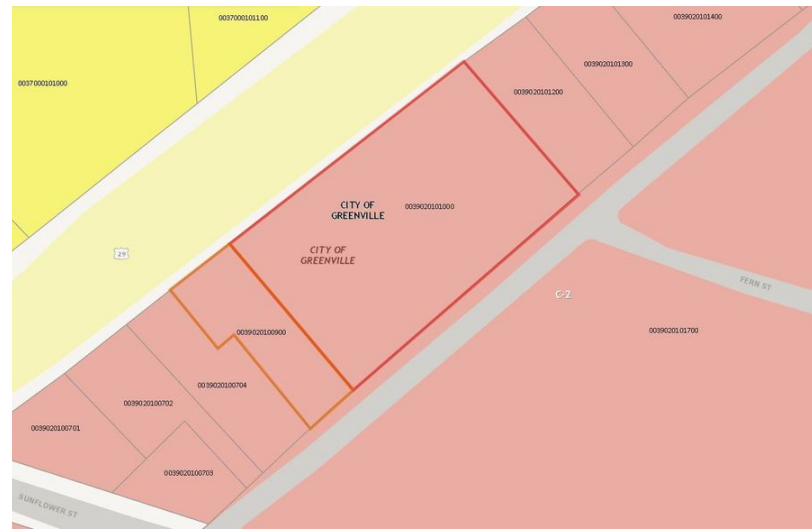 0037000101100
0039020101400
0039020101300
0037000101000
0039020101200
CITY OF
GREENVILLE
0039020101000
CITY OF
GREENVILLE
29
FERN ST
C-2
0039020101700
0039020100900
0039020100704
0039020100702
0039020100701
0039020100703
SUNFLOWER ST